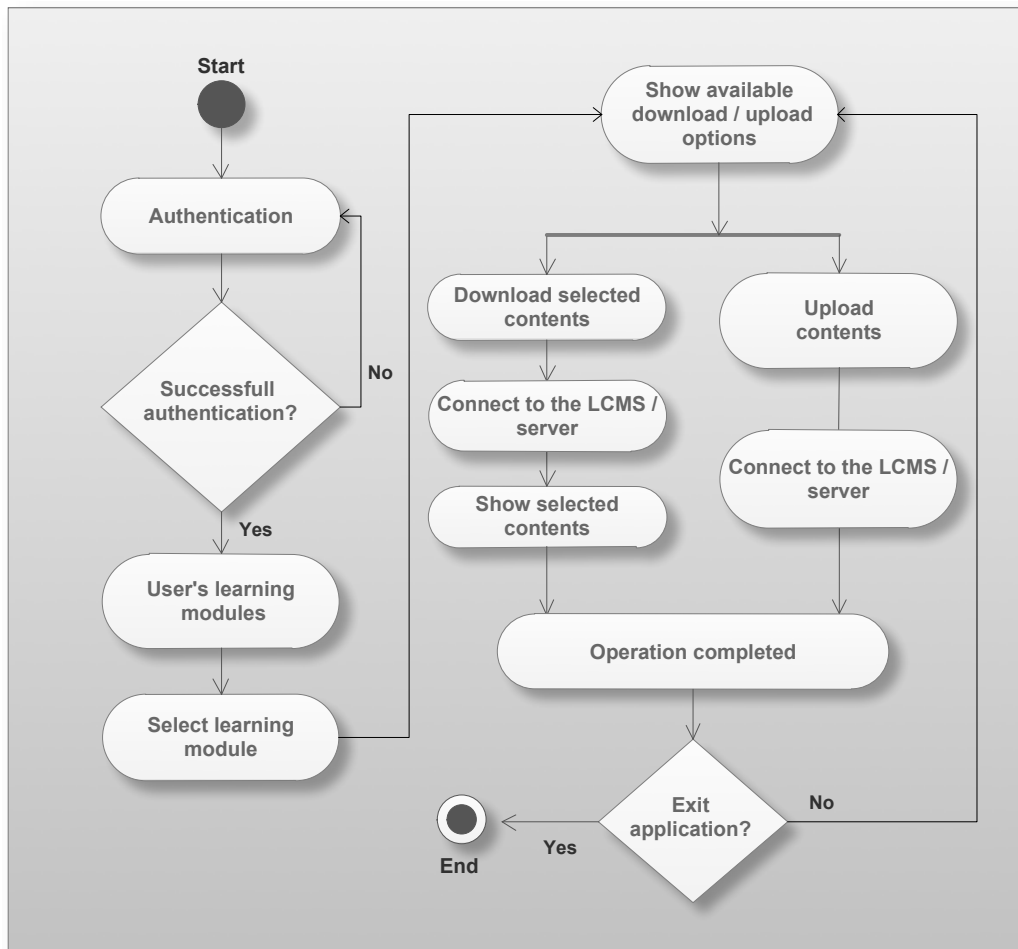 Start
Authentication
Successfull
authentication?
No
Yes
User's learning
modules
Select learning
module
Show available
download / upload
options
Download selected
contents
Connect to the LCMS /
server
Show selected
contents
Upload
contents
Connect to the LCMS /
server
Operation completed
Exit
application?
No
Yes
End